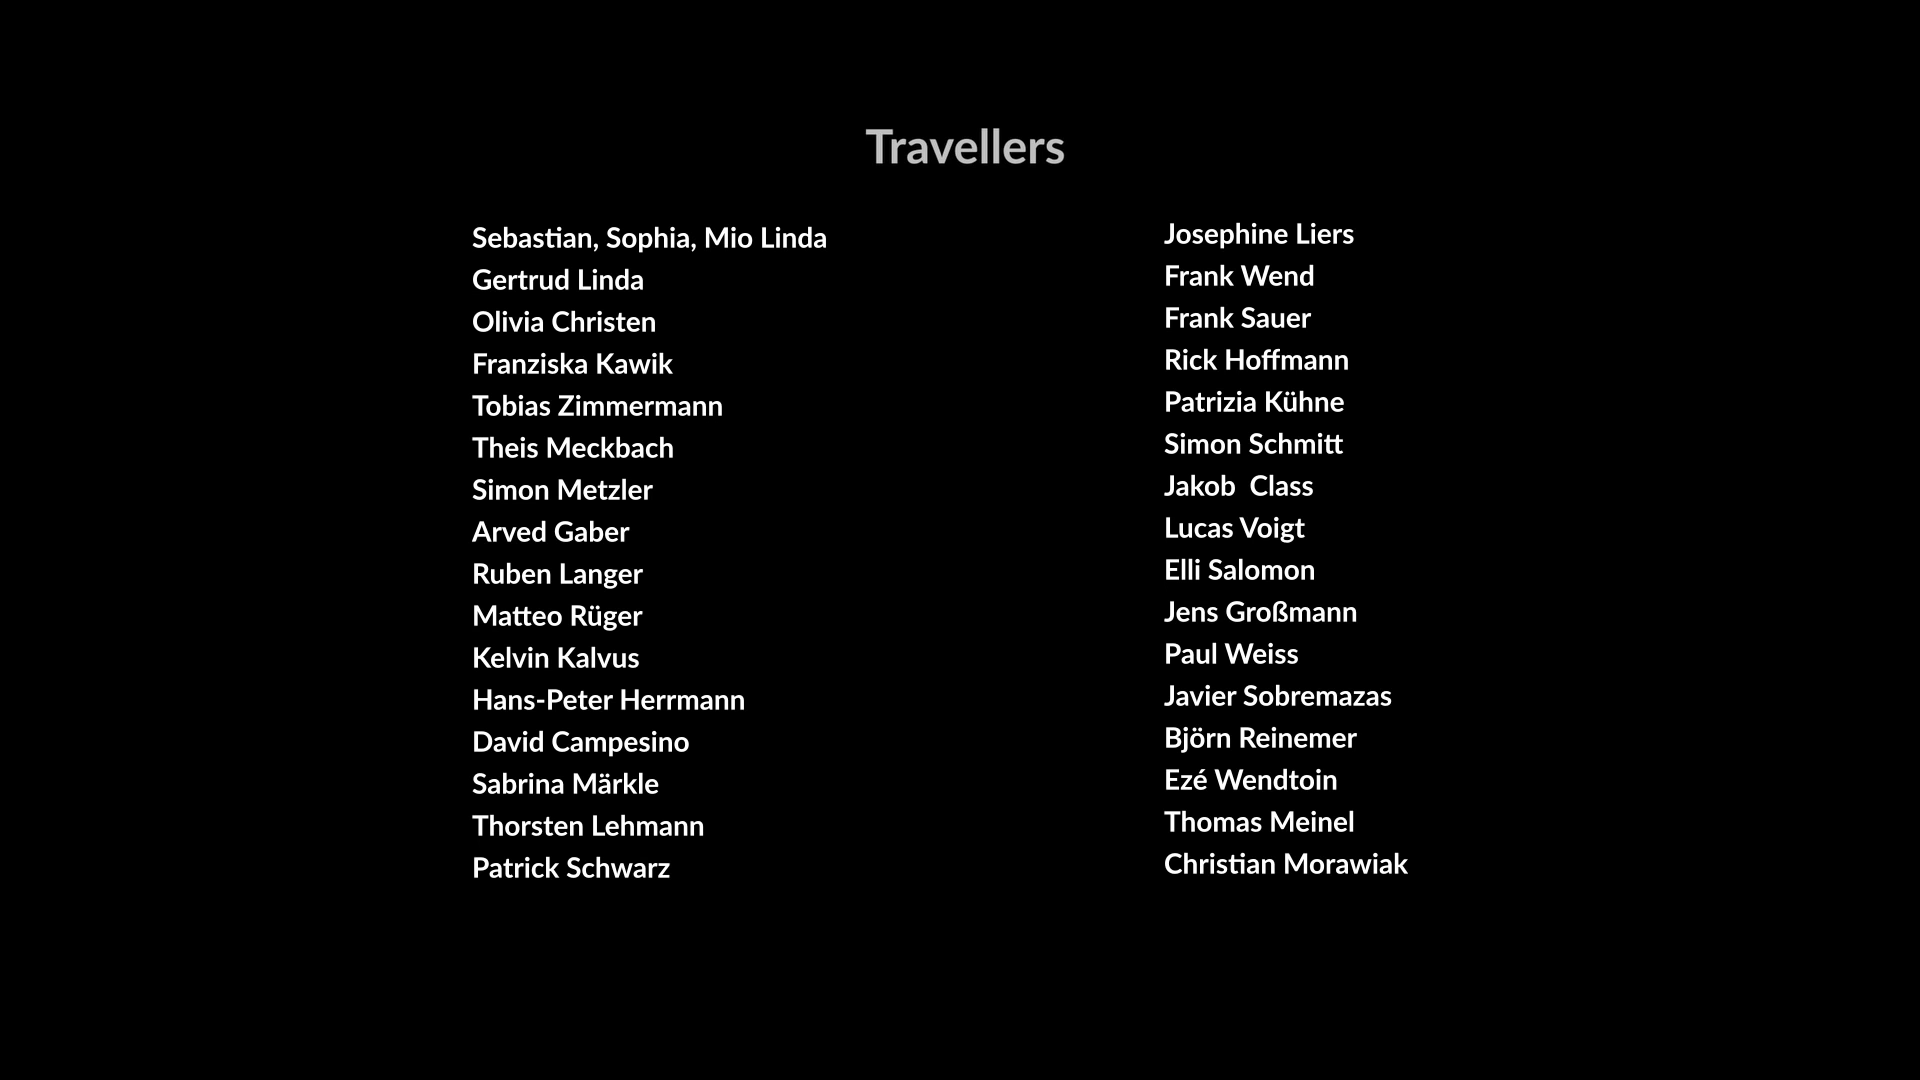 Travellers
Sebastian, Sophia, Mio Linda
Gertrud Linda
Olivia Christen
Franziska Kawik
Tobias Zimmermann
Theis Meckbach
Simon Metzler
Arved Gaber
Ruben Langer
Matteo Rüger
Kelvin Kalvus
Hans-Peter Herrmann
David Campesino
Sabrina Märkle
Thorsten Lehmann
Patrick Schwarz
Josephine Liers
Frank Wend
Frank Sauer
Rick Hoffmann
Patrizia Kühne
Simon Schmitt
Jakob  Class
Lucas Voigt
Elli Salomon
Jens Großmann
Paul Weiss
Javier Sobremazas
Björn Reinemer
Ezé Wendtoin
Thomas Meinel
Christian Morawiak